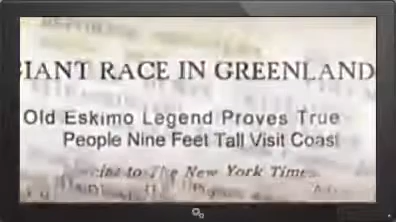 GIANT RACE IN GREENLAND
Old Eskimo Legend Proves True
People Nine Feet Tall Visit Coast
to The New York Times